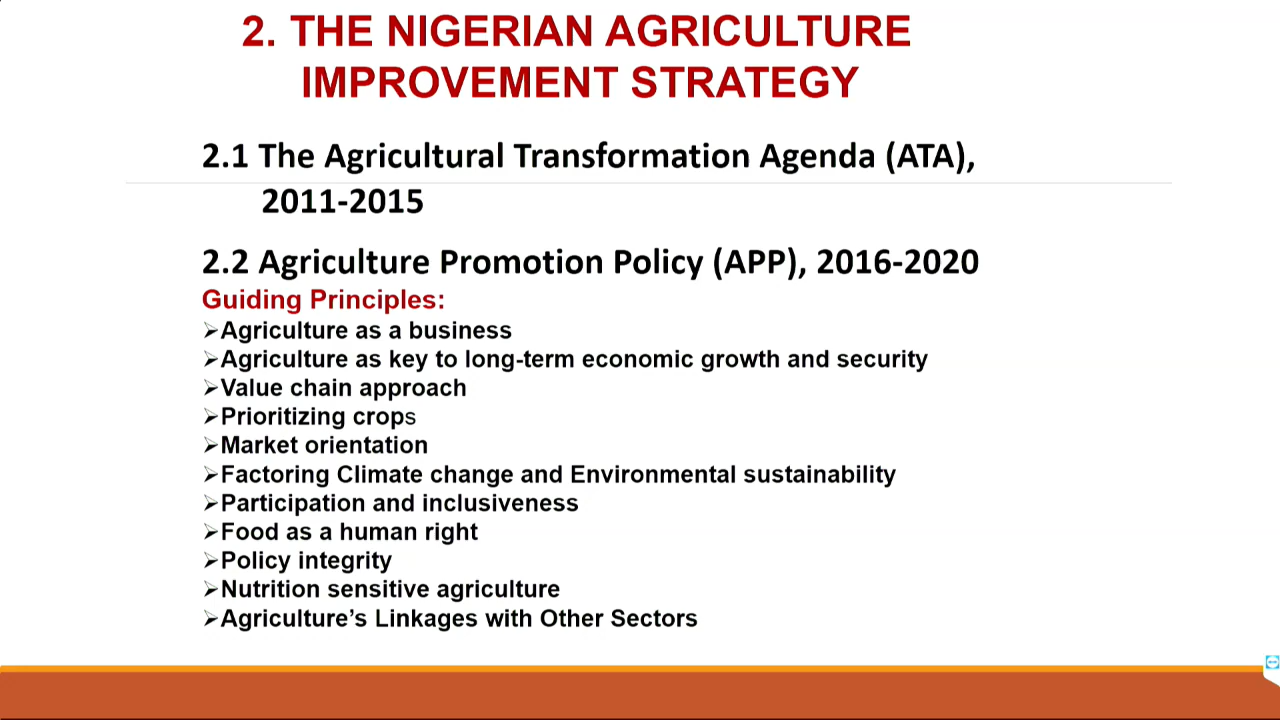 2. THE NIGERIAN AGRICULTURE
IMPROVEMENT STRATEGY
2.1 The Agricultural Transformation Agenda (ATA),
2011-2015
2.2 Agriculture Promotion Policy (APP), 2016-2020
Guiding Principles:
➢Agriculture as a business
➢Agriculture as key to long-term economic growth and security
➢Value chain approach
➢Prioritizing crops
➢Market orientation
➢Factoring Climate change and Environmental sustainability
➢Participation and inclusiveness
➢Food as a human right
➢Policy integrity
➢Nutrition sensitive agriculture
➢Agriculture’s Linkages with Other Sectors